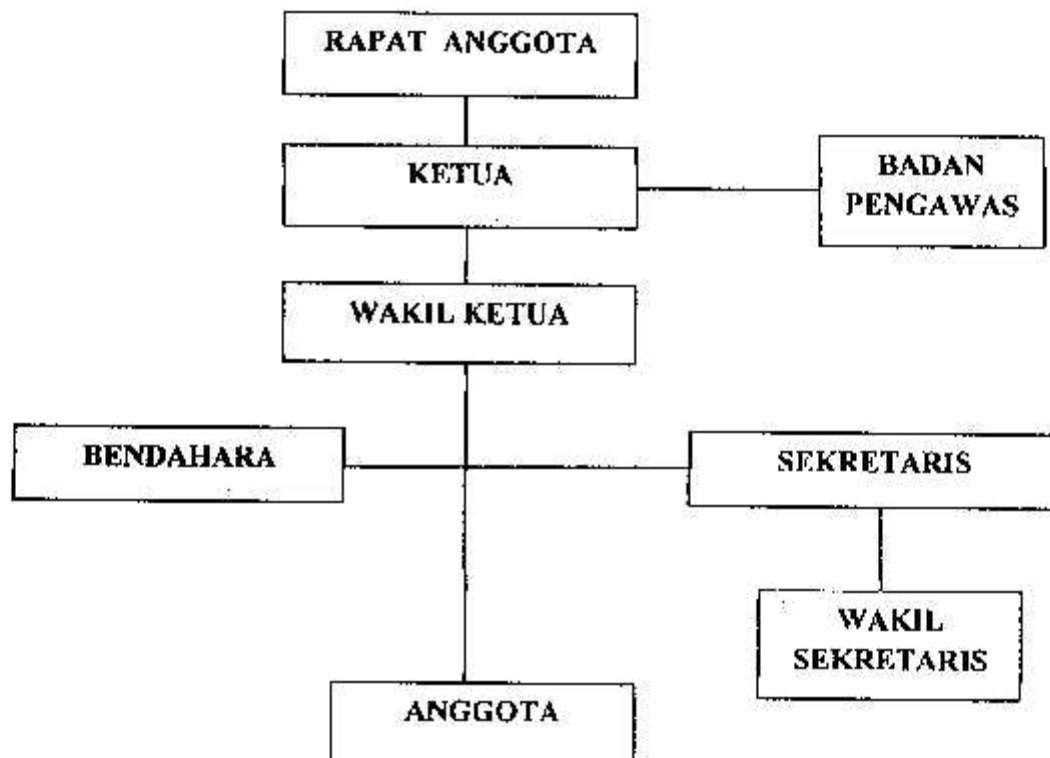 RAPAT ANGGOTA
KETUA
BADAN
PENGAWAS
WAKIL KETUA
BENDAHARA
SEKRETARIS
WAKIL
SEKRETARIS
ANGGOTA